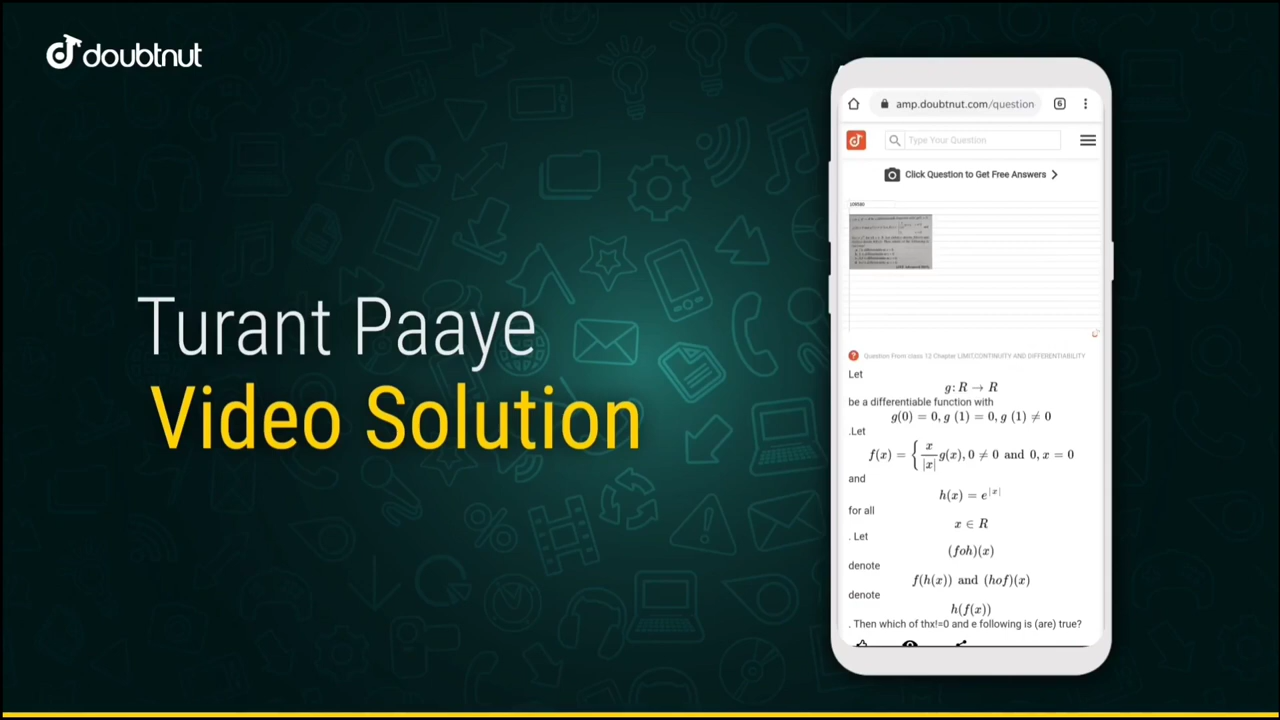 doubtnut
Turant Paaye
Video Solution
amp.doubtnut.com/question
6
Type Your Question
Click Question to Get Free Answers
Question From class 12 Chapter LIMIT,CONTINUITY AND DIFFERENTIABILITY
Let
g: R → R
be a differentiable function with
g(0) = 0, g (1) = 0, g (1) ≠ 0
.Let
f(x) = { x/|x| g(x), 0 ≠ 0 and 0, x = 0
and
h(x) = e^|x|
for all
x ∈ R
. Let
(foh)(x)
denote
f(h(x)) and (hof)(x)
denote
h(f(x))
. Then which of thx!=0 and e following is (are) true?